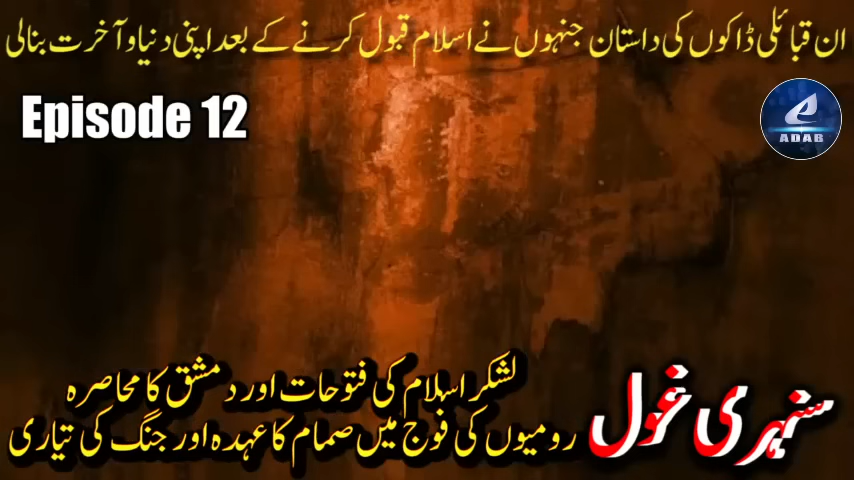 ان قبائلی ڈاکوں کی داستان جنہوں نے اسلام قبول کرنے کے بعد اپنی دنیا و آخرت بنالی
Episode 12
e
ADAB
لشکر اسلام کی فتوحات اور دمشق کا محاصرہ
رومیوں کی فوج میں صمام کا عہدہ اور جنگ کی تیاری
سنہری غول